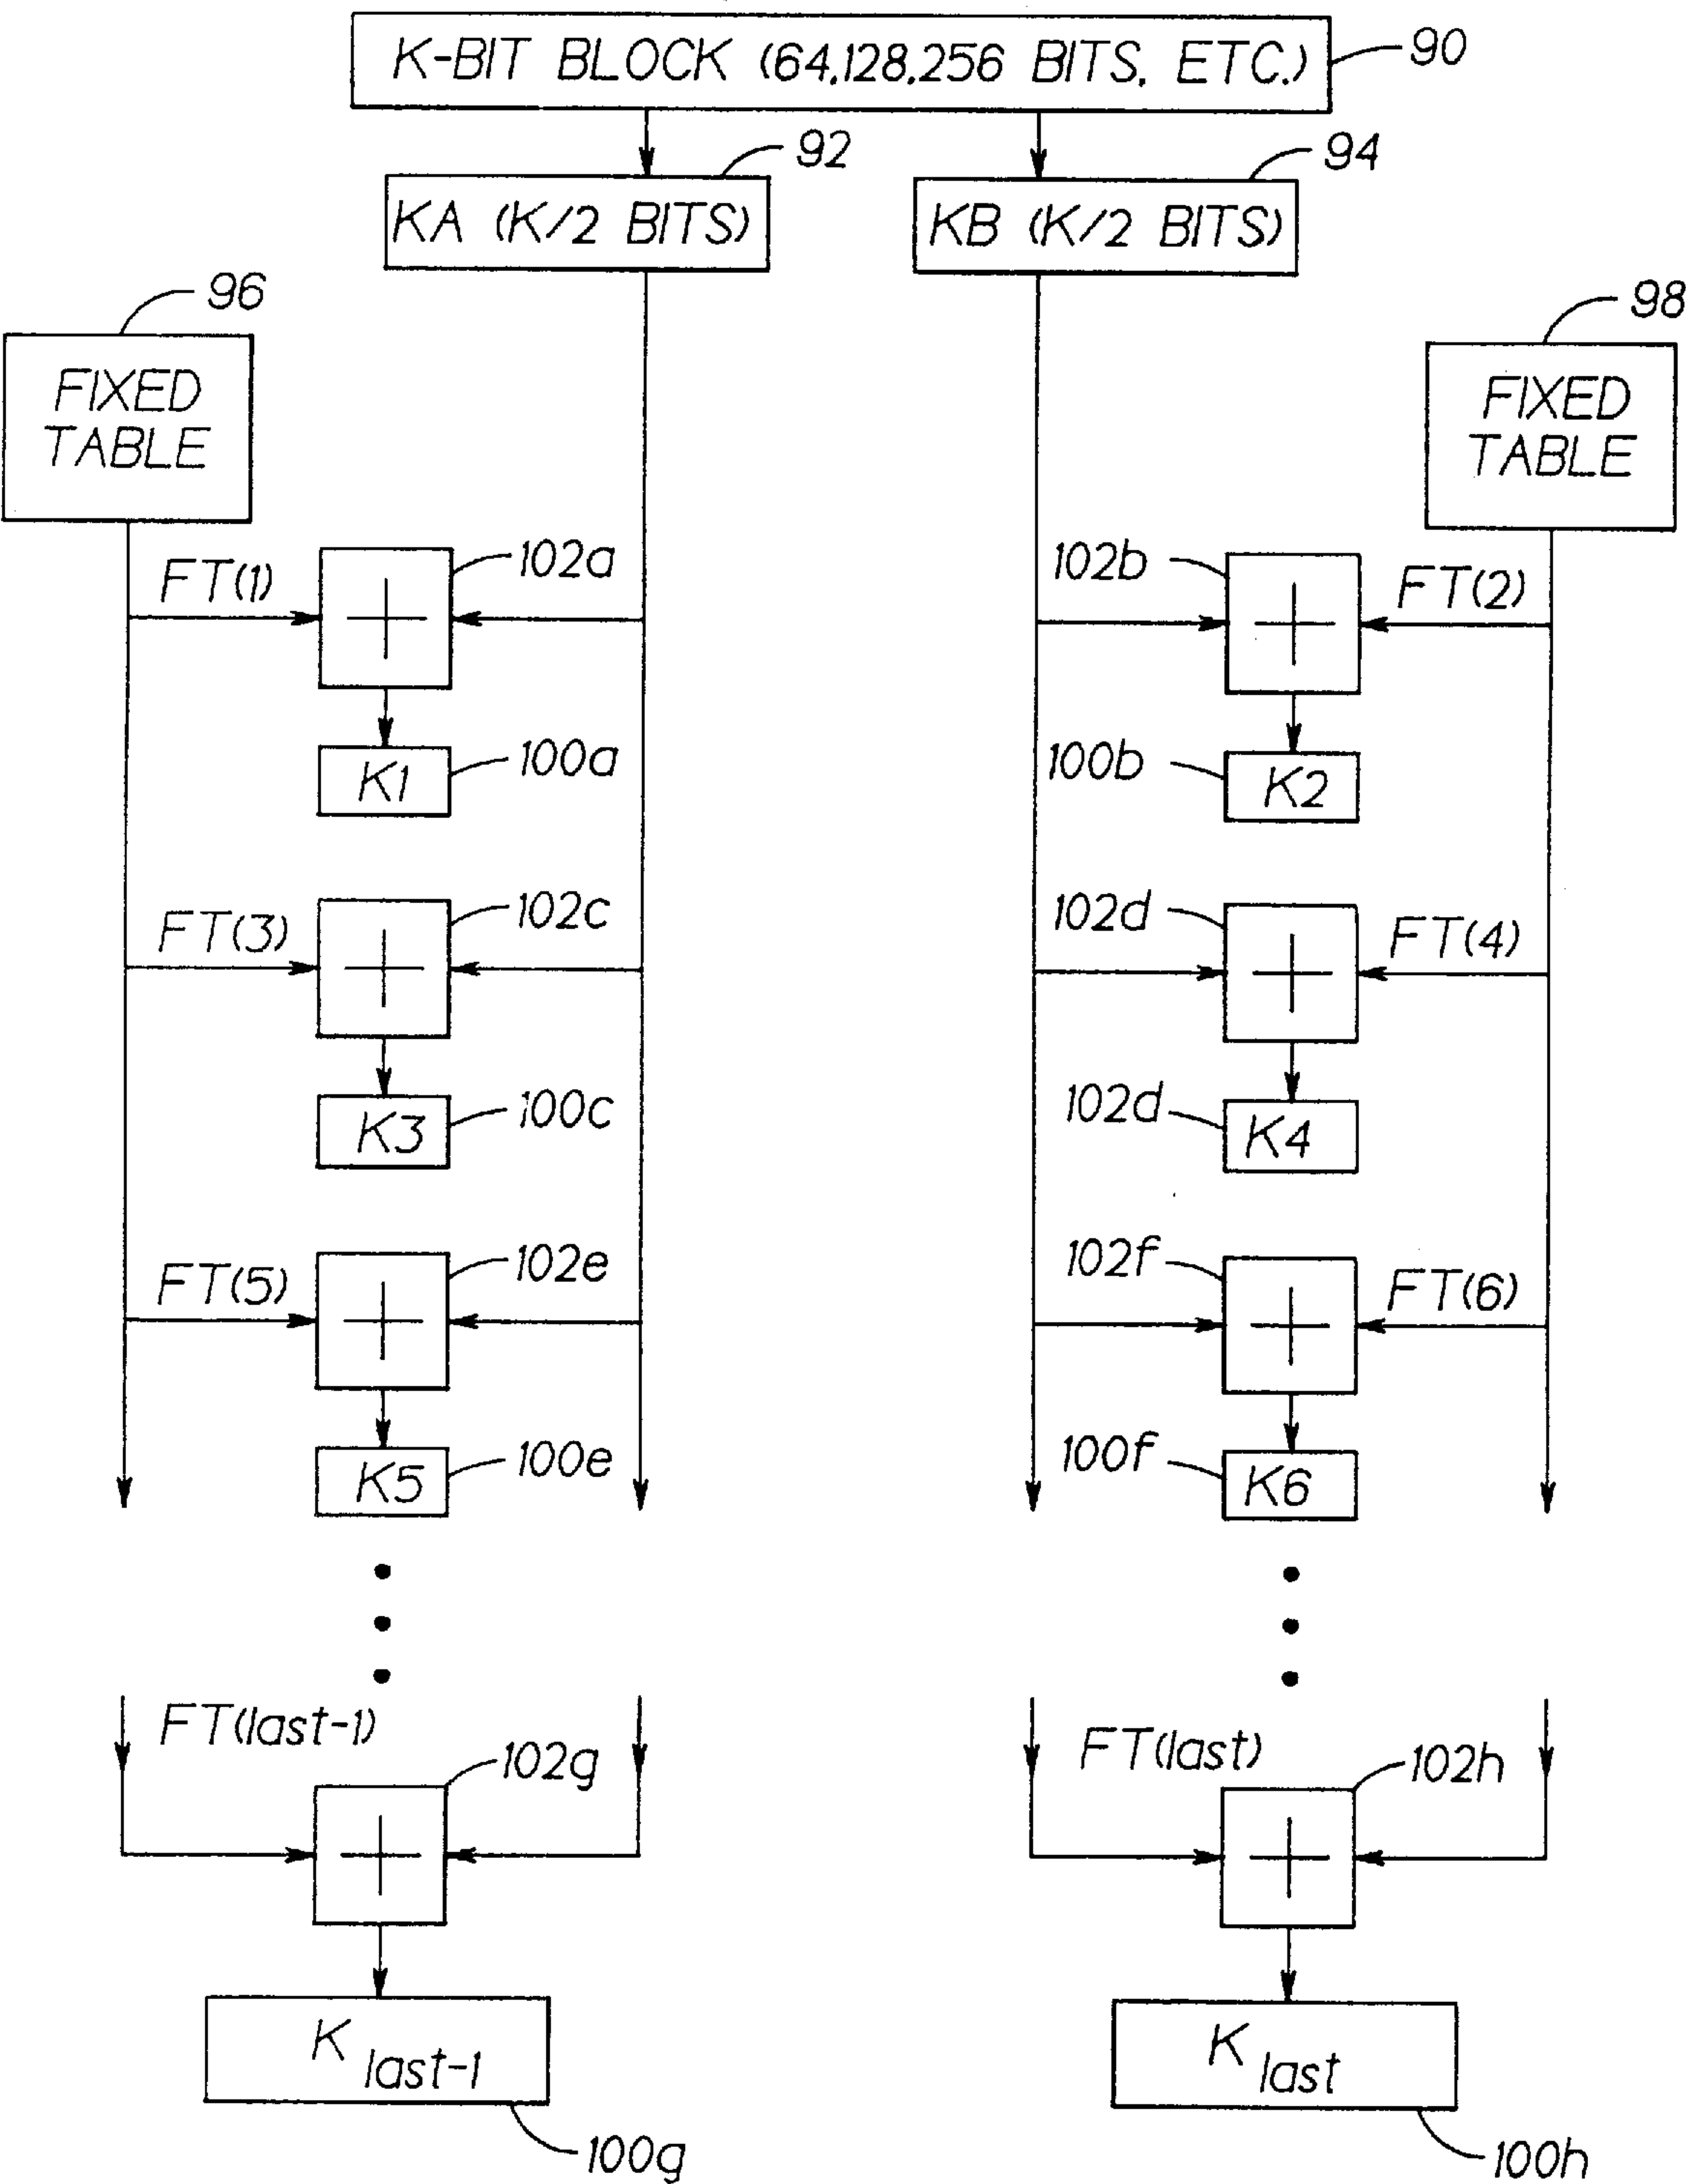 K-BIT BLOCK (64,128,256 BITS, ETC.)
90
92
94
KA (K/2 BITS)
KB (K/2 BITS)
96
98
FIXED
TABLE
FIXED
TABLE
FT(1)
102a
102b
FT(2)
100a
K1
100b
K2
FT(3)
102c
102d
FT(4)
K3
100c
102d
K4
FT(5)
102e
102f
FT(6)
K5
100e
100f
K6
FT(last-1)
102g
FT(last)
102h
K last-1
K last
100g
100h